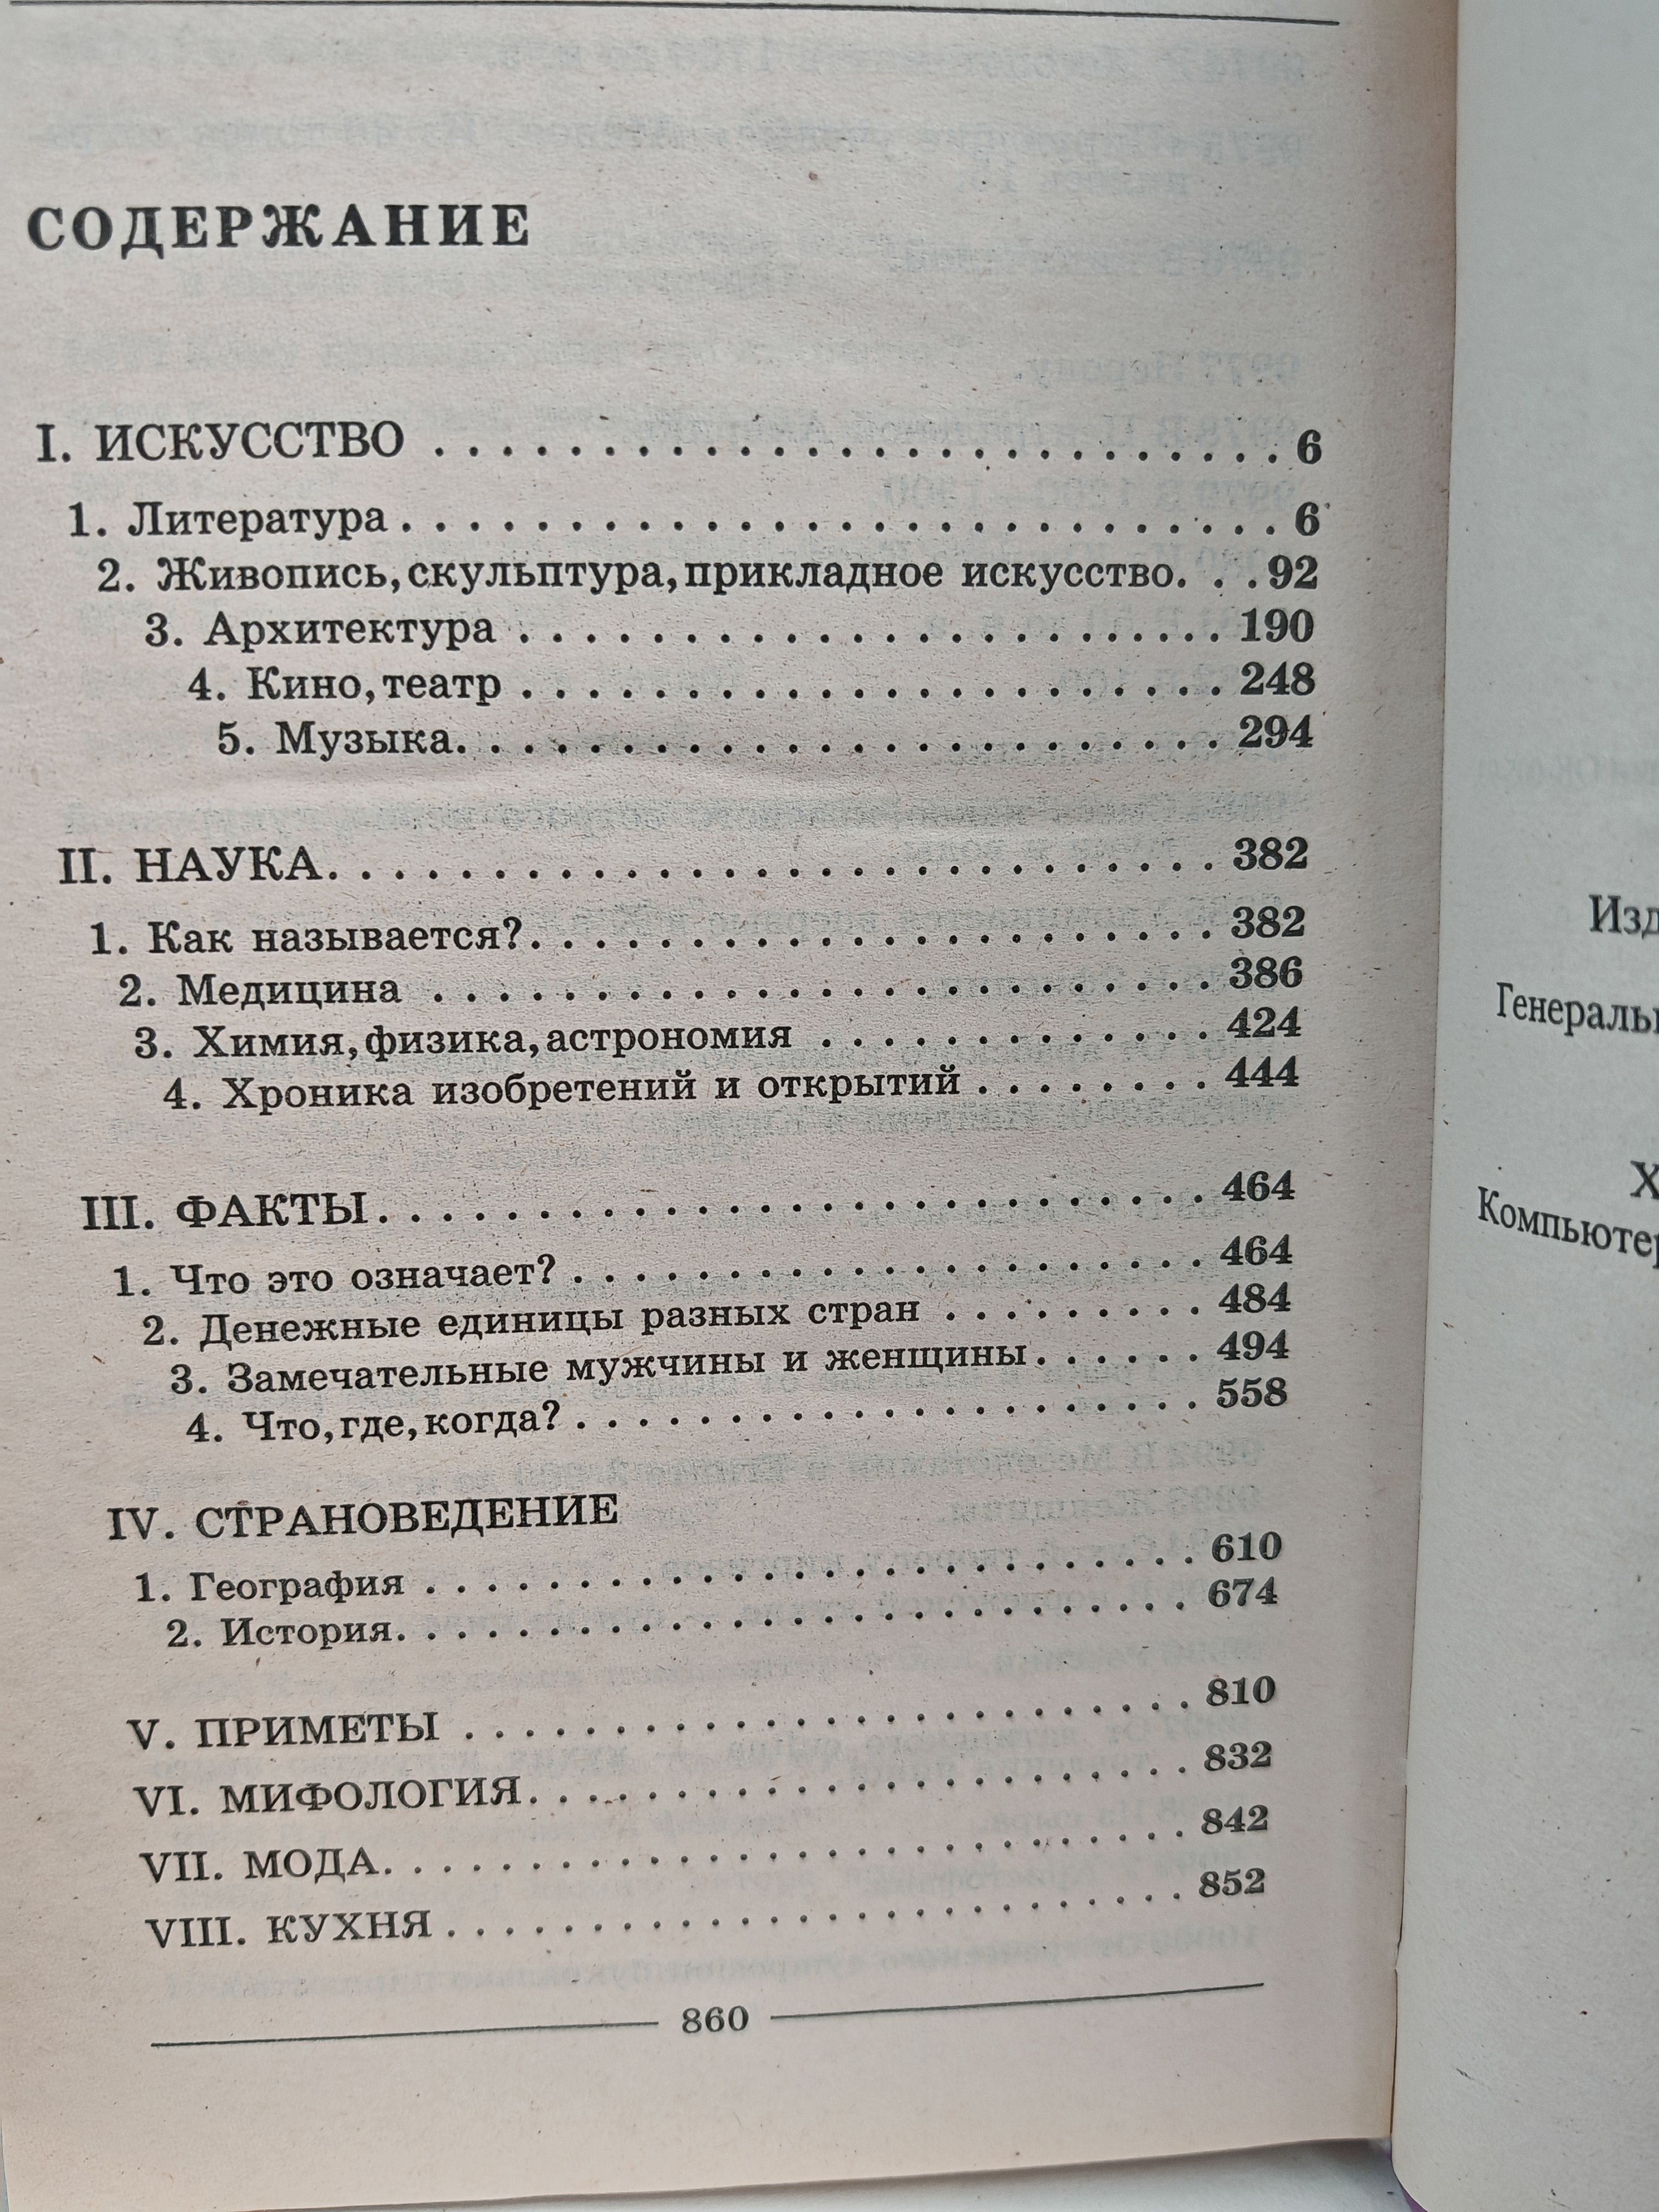 СОДЕРЖАНИЕ
I. ИСКУССТВО . . . . . . . . . . . . . . . . . . . . . . . . . . 6
1. Литература . . . . . . . . . . . . . . . . . . . . . . . . . . . 6
2. Живопись, скульптура, прикладное искусство. . . 92
3. Архитектура . . . . . . . . . . . . . . . . . . . . . . 190
4. Кино, театр . . . . . . . . . . . . . . . . . . . . . . 248
5. Музыка. . . . . . . . . . . . . . . . . . . . . . . . 294
II. НАУКА. . . . . . . . . . . . . . . . . . . . . . . . . . . 382
1. Как называется? . . . . . . . . . . . . . . . . . . . . . 382
2. Медицина . . . . . . . . . . . . . . . . . . . . . . . . 386
3. Химия, физика, астрономия . . . . . . . . . . . . 424
4. Хроника изобретений и открытий . . . . . . . . 444
III. ФАКТЫ. . . . . . . . . . . . . . . . . . . . . . . . . . 464
1. Что это означает? . . . . . . . . . . . . . . . . . . . . 464
2. Денежные единицы разных стран . . . . . . . . . 484
3. Замечательные мужчины и женщины. . . . . . 494
4. Что, где, когда? . . . . . . . . . . . . . . . . . . . . 558
IV. СТРАНОВЕДЕНИЕ
1. География . . . . . . . . . . . . . . . . . . . . . . . . . 610
2. История. . . . . . . . . . . . . . . . . . . . . . . . . 674
V. ПРИМЕТЫ . . . . . . . . . . . . . . . . . . . . . . . . 810
VI. МИФОЛОГИЯ. . . . . . . . . . . . . . . . . . . . . . 832
VII. МОДА. . . . . . . . . . . . . . . . . . . . . . . . . . . 842
VIII. КУХНЯ . . . . . . . . . . . . . . . . . . . . . . . . . 852
860
Изд
Генераль
Х
Компьютер